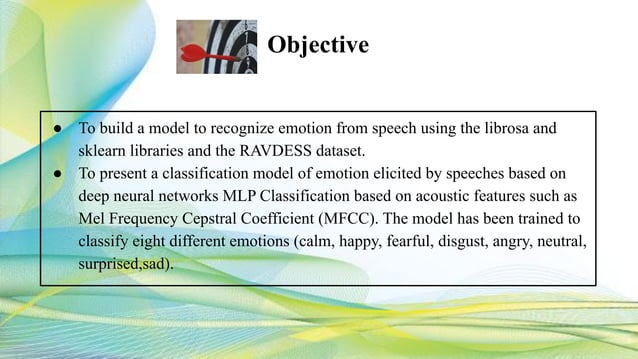 Objective
● To build a model to recognize emotion from speech using the librosa and
sklearn libraries and the RAVDESS dataset.
● To present a classification model of emotion elicited by speeches based on
deep neural networks MLP Classification based on acoustic features such as
Mel Frequency Cepstral Coefficient (MFCC). The model has been trained to
classify eight different emotions (calm, happy, fearful, disgust, angry, neutral,
surprised,sad).